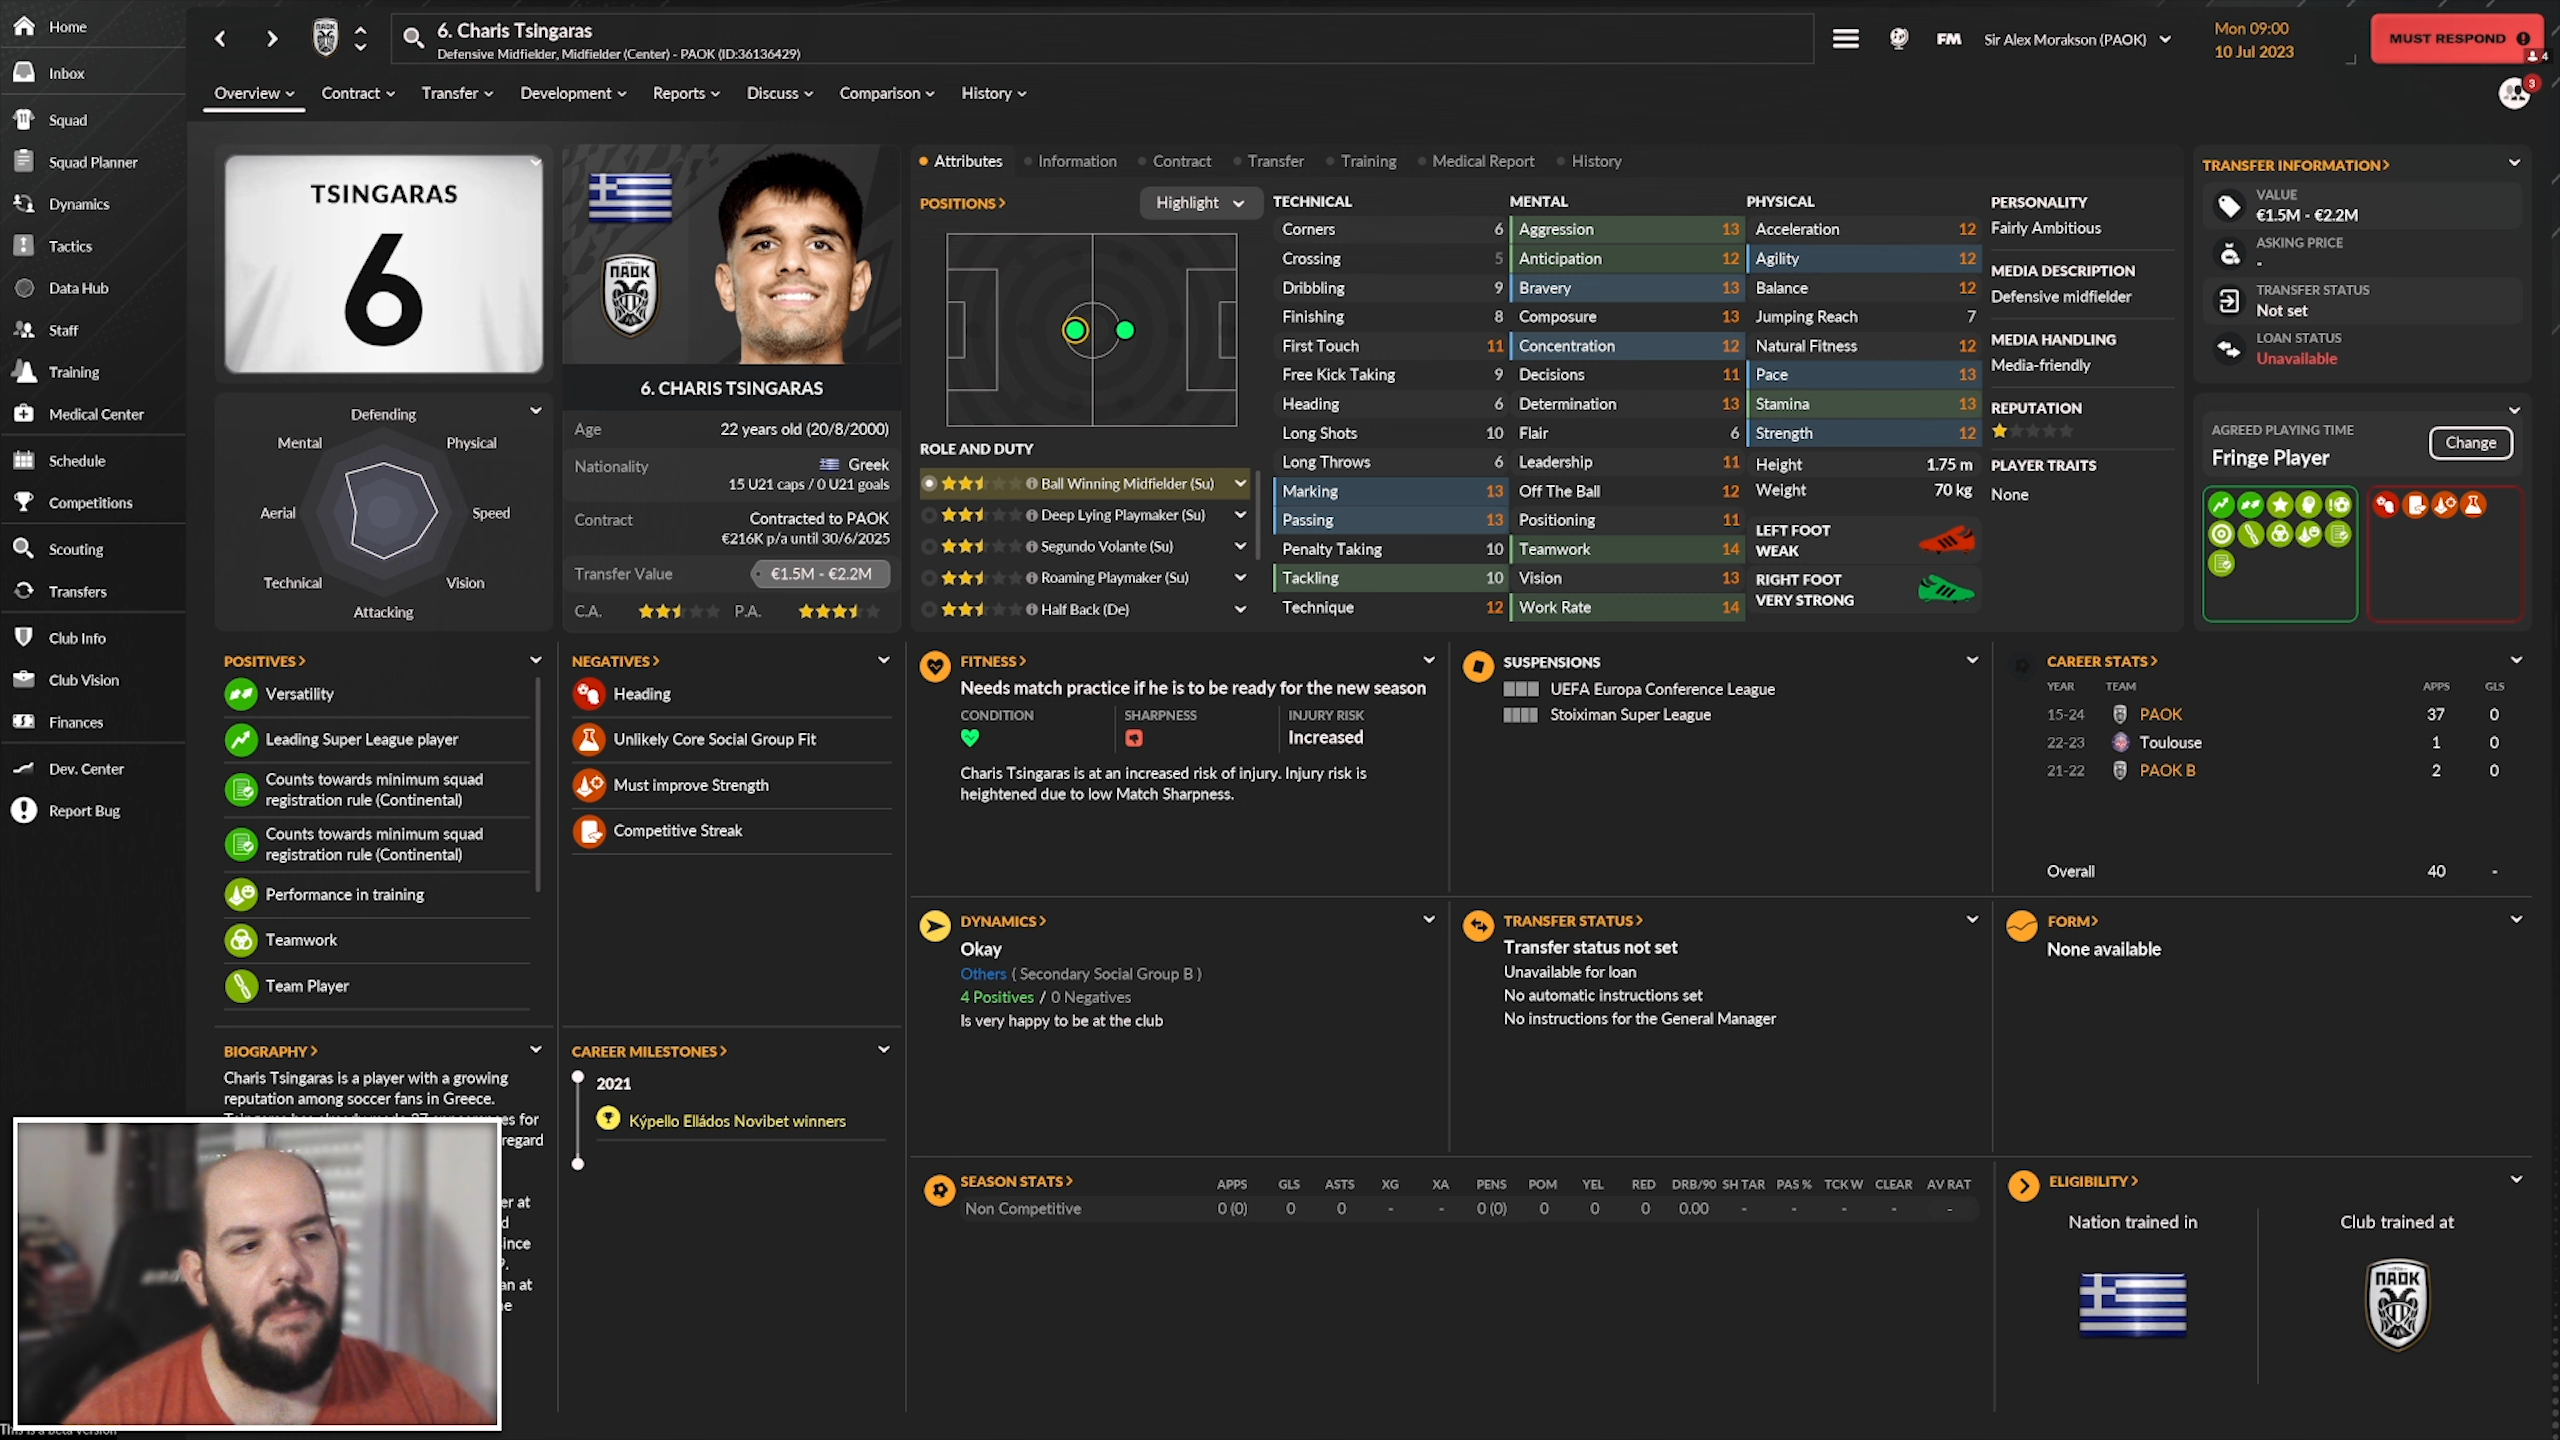 Home
Inbox
Squad
Squad Planner
Dynamics
Tactics
Data Hub
Staff
Training
Medical Center
Schedule
Competitions
Scouting
Transfers
Club Info
Club Vision
Finances
Dev. Center
Report Bug
6. Charis Tsingaras
Defensive Midfielder, Midfielder (Center) - PAOK (ID:36136429)
FM
Sir Alex Morakson (PAOK)
Mon 09:00
10 Jul 2023
MUST RESPOND
4
3
Overview
Contract
Transfer
Development
Reports
Discuss
Comparison
History
TSINGARAS
6
Defending
Physical
Speed
Vision
Attacking
Technical
Aerial
Mental
ΠΑΟΚ
6. CHARIS TSINGARAS
Age 22 years old (20/8/2000)
Nationality Greek
15 U21 caps / 0 U21 goals
Contract Contracted to PAOK
€216K p/a until 30/6/2025
Transfer Value €1.5M - €2.2M
C.A. P.A.
Attributes
Information
Contract
Transfer
Training
Medical Report
History
POSITIONS>
Highlight
ROLE AND DUTY
Ball Winning Midfielder (Su)
Deep Lying Playmaker (Su)
Segundo Volante (Su)
Roaming Playmaker (Su)
Half Back (De)
TECHNICAL
Corners 6
Crossing 5
Dribbling 9
Finishing 8
First Touch 11
Free Kick Taking 9
Heading 6
Long Shots 10
Long Throws 6
Marking 13
Passing 13
Penalty Taking 10
Tackling 10
Technique 12
MENTAL
Aggression 13
Anticipation 12
Bravery 13
Composure 13
Concentration 12
Decisions 11
Determination 13
Flair 6
Leadership 11
Off The Ball 12
Positioning 11
Teamwork 14
Vision 13
Work Rate 14
PHYSICAL
Acceleration 12
Agility 12
Balance 12
Jumping Reach 7
Natural Fitness 12
Pace 13
Stamina 13
Strength 12
Height 1.75 m
Weight 70 kg
LEFT FOOT
WEAK
RIGHT FOOT
VERY STRONG
PERSONALITY
Fairly Ambitious
MEDIA DESCRIPTION
Defensive midfielder
MEDIA HANDLING
Media-friendly
REPUTATION
PLAYER TRAITS
None
TRANSFER INFORMATION>
VALUE
€1.5M - €2.2M
ASKING PRICE
-
TRANSFER STATUS
Not set
LOAN STATUS
Unavailable
AGREED PLAYING TIME
Fringe Player
Change
POSITIVES>
Versatility
Leading Super League player
Counts towards minimum squad
registration rule (Continental)
Counts towards minimum squad
registration rule (Continental)
Performance in training
Teamwork
Team Player
NEGATIVES>
Heading
Unlikely Core Social Group Fit
Must improve Strength
Competitive Streak
FITNESS>
Needs match practice if he is to be ready for the new season
CONDITION
SHARPNESS
INJURY RISK
Increased
Charis Tsingaras is at an increased risk of injury. Injury risk is
heightened due to low Match Sharpness.
SUSPENSIONS
UEFA Europa Conference League
Stoiximan Super League
CAREER STATS>
YEAR TEAM APPS GLS
15-24 PAOK 37 0
22-23 Toulouse 1 0
21-22 PAOK B 2 0
Overall 40 -
DYNAMICS>
Okay
Others ( Secondary Social Group B )
4 Positives / 0 Negatives
Is very happy to be at the club
TRANSFER STATUS>
Transfer status not set
Unavailable for loan
No automatic instructions set
No instructions for the General Manager
FORM>
None available
BIOGRAPHY>
Charis Tsingaras is a player with a growing
reputation among soccer fans in Greece.
es for
regard
er at
d
ince
an at
e
CAREER MILESTONES>
2021
Kýpello Elládos Novibet winners
SEASON STATS> APPS GLS ASTS XG XA PENS POM YEL RED DRB/90 SH TAR PAS % TCK W CLEAR AV RAT
Non Competitive 0 (0) 0 0 - - 0 (0) 0 0 0 0.00 - - - - -
ELIGIBILITY>
Nation trained in
Club trained at
ΠΑΟΚ